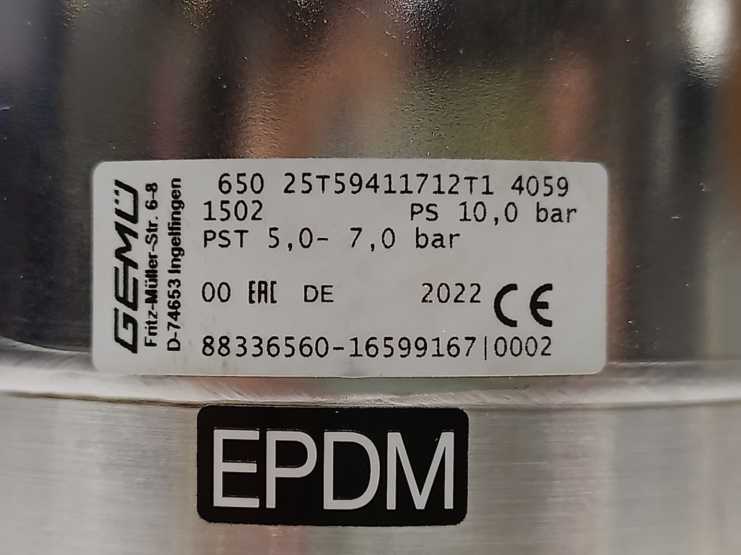 GEMÜ
Fritz-Müller-Str. 6-8
D-74653 Ingelfingen
650 25T59411712T1 4059
1502 PS 10,0 bar
PST 5,0- 7,0 bar
00 EAC DE 2022 CE
88336560-16599167|0002
EPDM